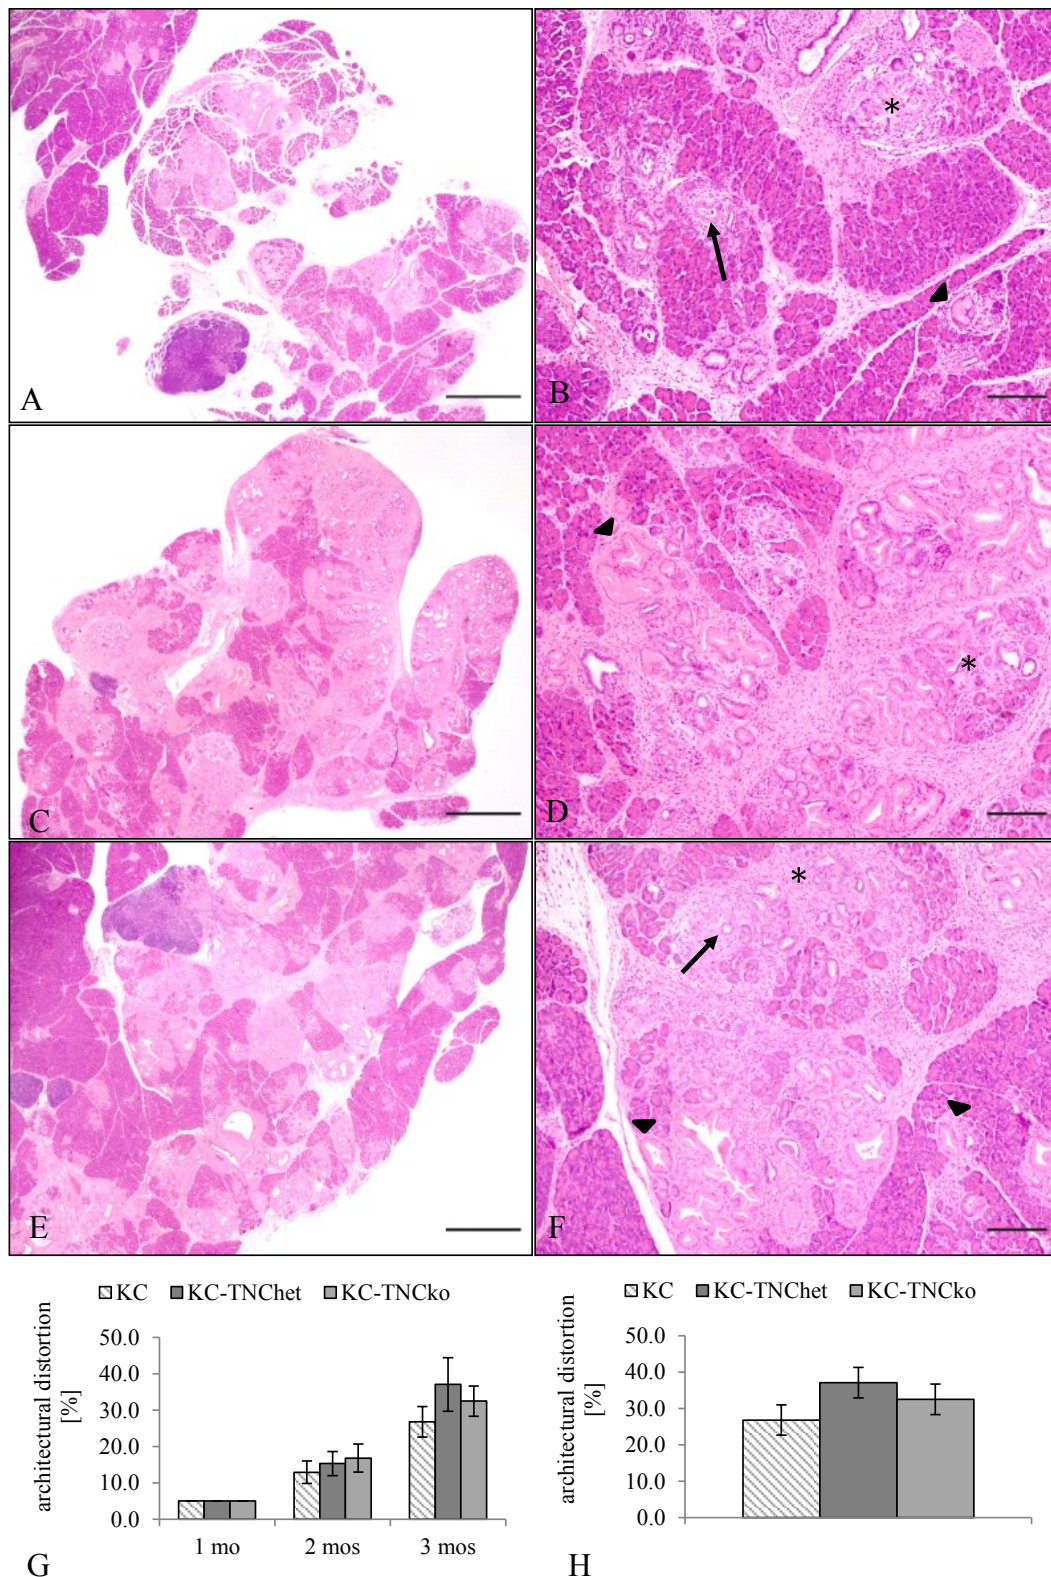 *
A
B
*
C
D
*
E
F
KC KC-TNChet KC-TNCko
architectural distortion
[%]
50.0
40.0
30.0
20.0
10.0
0.0
1 mo 2 mos 3 mos
G
KC KC-TNChet KC-TNCko
architectural distortion
[%]
50.0
40.0
30.0
20.0
10.0
0.0
H